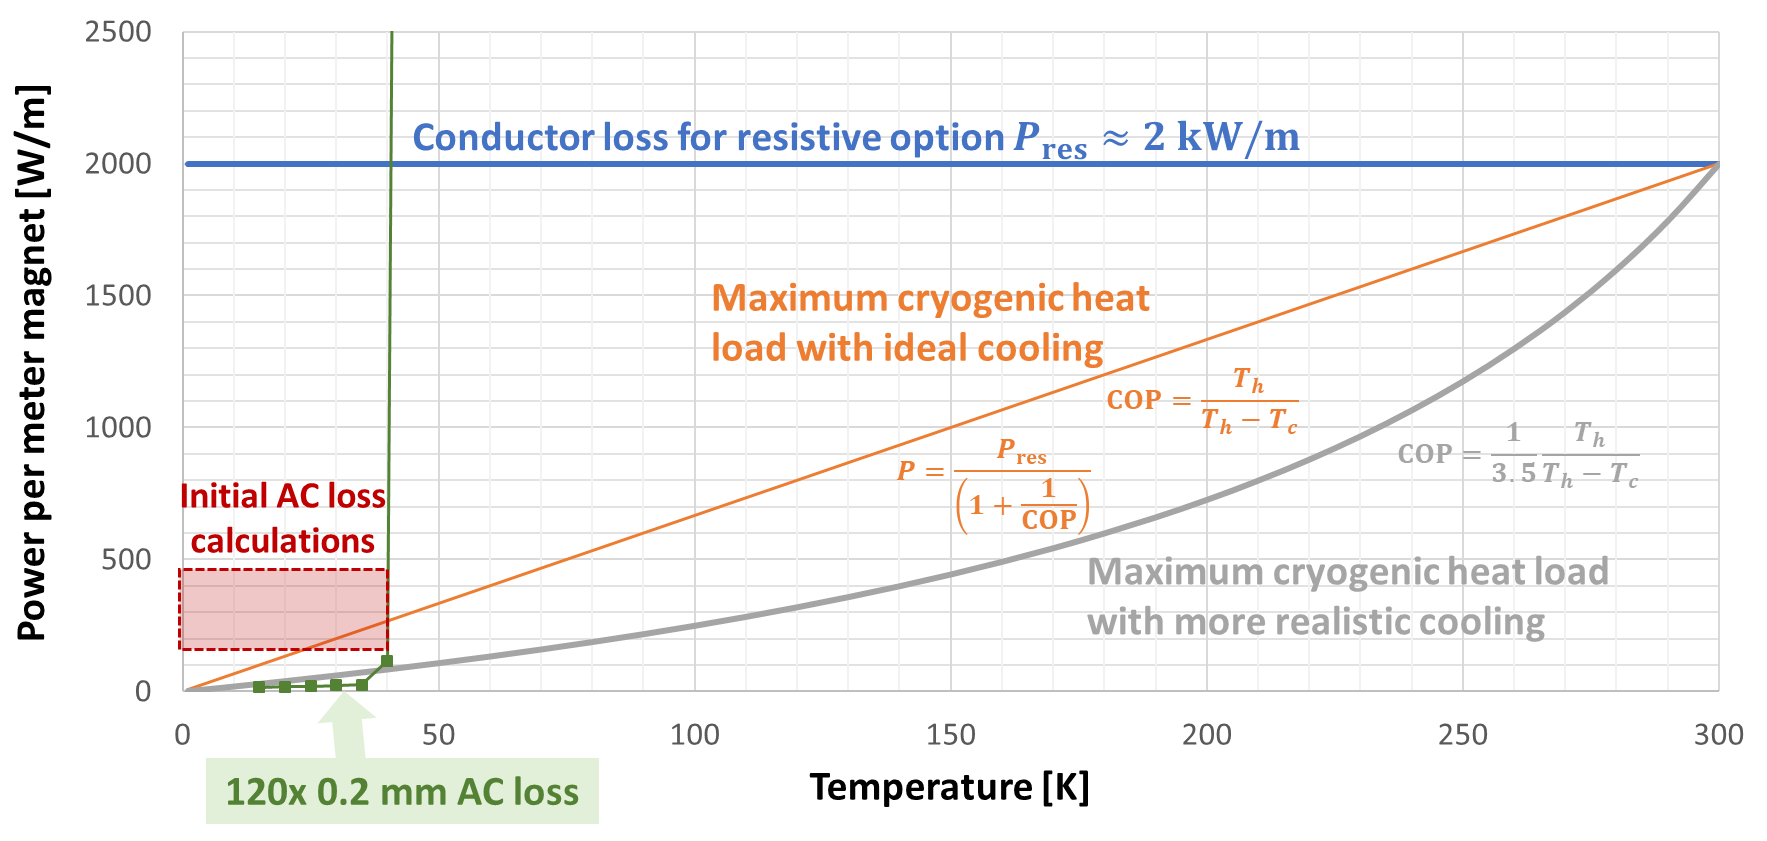 2500
2000
1500
1000
500
0
Power per meter magnet [W/m]
Conductor loss for resistive option P_res ≈ 2 kW/m
Maximum cryogenic heat
load with ideal cooling
COP = T_h / (T_h − T_c)
P = P_res / (1 + 1/COP)
COP = 1/3.5 T_h / (T_h − T_c)
Initial AC loss
calculations
Maximum cryogenic heat load
with more realistic cooling
0 50 100 150 200 250 300
120x 0.2 mm AC loss
Temperature [K]